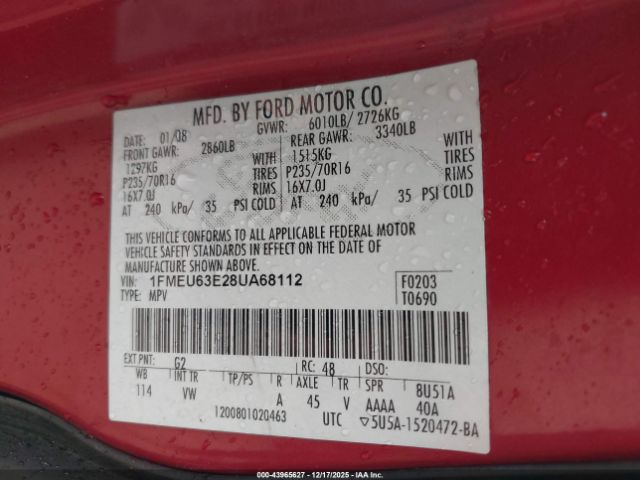 MFD. BY FORD MOTOR CO.
01/08 GVWR: 6010LB/ 2726KG
FRONT GAWR: 2860LB REAR GAWR: 3340LB
1297KG WITH 1515KG WITH
P235/70R16 TIRES P235/70R16 TIRES
16X7.0J RIMS 16X7.0J RIMS
AT 240 kPa/ 35 PSI COLD AT 240 kPa/ 35 PSI COLD
THIS VEHICLE CONFORMS TO ALL APPLICABLE FEDERAL MOTOR
VEHICLE SAFETY STANDARDS IN EFFECT ON THE DATE OF
MANUFACTURE SHOWN ABOVE.
VIN: 1FMEU63E28UA68112 F0203
TYPE: MPV T0690
EXT PNT: G2 RC: 48 DSO:
WB INT TR TP/PS R AXLE TR SPR 8U51A
114 VW A 45 V AAAA 40A
1200801020463 UTC ▽5U5A-1520472-BA
000-43965627 - 12/17/2025 - IAAI.COM